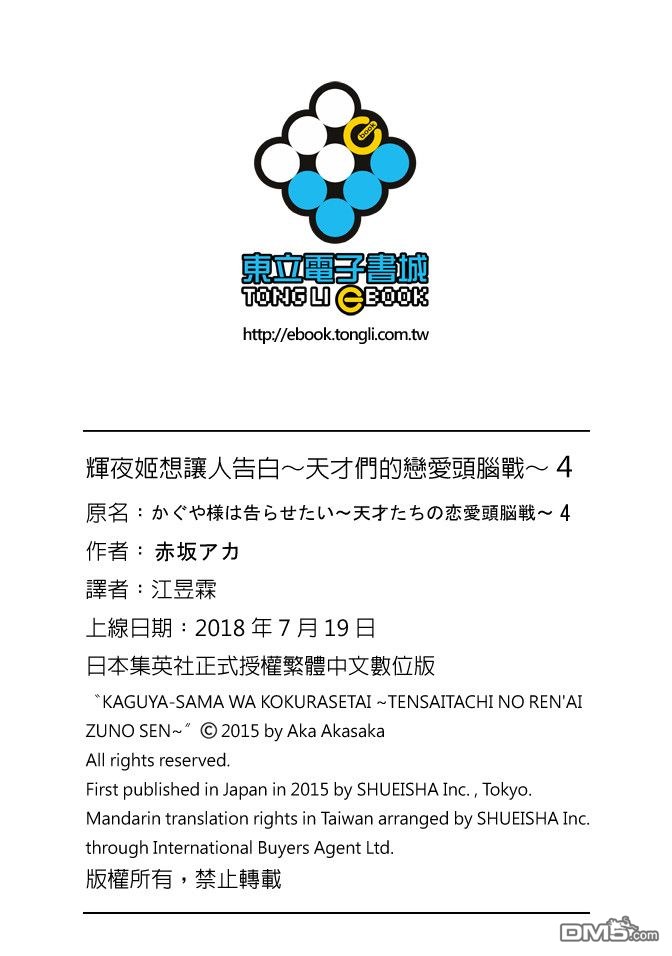 book
東立電子書城
TONG LI eBOOK
http://ebook.tongli.com.tw
輝夜姬想讓人告白～天才們的戀愛頭腦戰～ 4
原名：かぐや様は告らせたい～天才たちの恋愛頭脳戦～ 4
作者：赤坂アカ
譯者：江昱霖
上線日期：2018 年 7 月 19 日
日本集英社正式授權繁體中文數位版
〝KAGUYA-SAMA WA KOKURASETAI ~TENSAITACHI NO REN'AI
ZUNO SEN~〞© 2015 by Aka Akasaka
All rights reserved.
First published in Japan in 2015 by SHUEISHA Inc. , Tokyo.
Mandarin translation rights in Taiwan arranged by SHUEISHA Inc.
through International Buyers Agent Ltd.
版權所有，禁止轉載
DM5.com